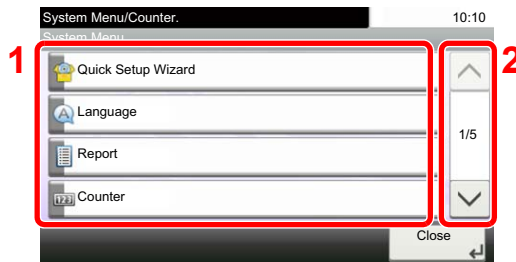 System Menu/Counter. 10:10
System Menu
1 2
Quick Setup Wizard
Language
1/5
Report
Counter
Close